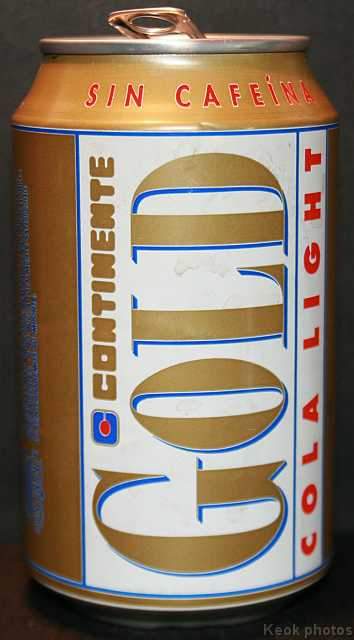 SIN CAFEÍNA
CONTINENTE
GOLD
COLA LIGHT
Keok photos